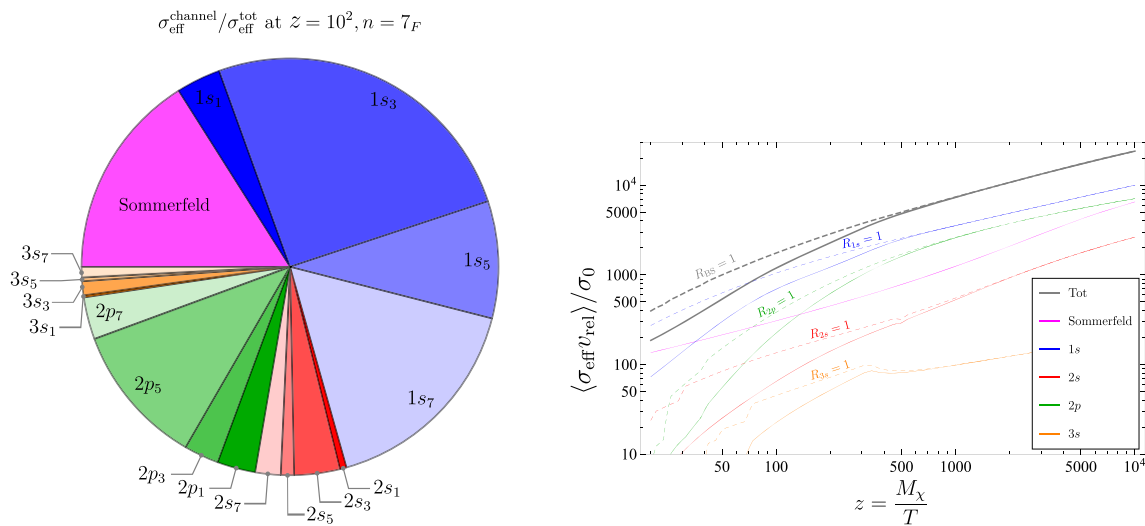 σ_eff^channel/σ_eff^tot at z = 10^2, n = 7_F
1s_1
1s_3
Sommerfeld
1s_5
3s_7
3s_5
3s_3
3s_1
2p_7
2p_5
1s_7
2p_3
2p_1
2s_7
2s_5
2s_3
2s_1
⟨σ_eff v_rel⟩/σ_0
10^4
5000
1000
500
100
50
10
R_BS = 1
R_1s = 1
R_2p = 1
R_2s = 1
R_3s = 1
Tot
Sommerfeld
1s
2s
2p
3s
50
100
500
1000
5000
10^4
z = M_χ/T